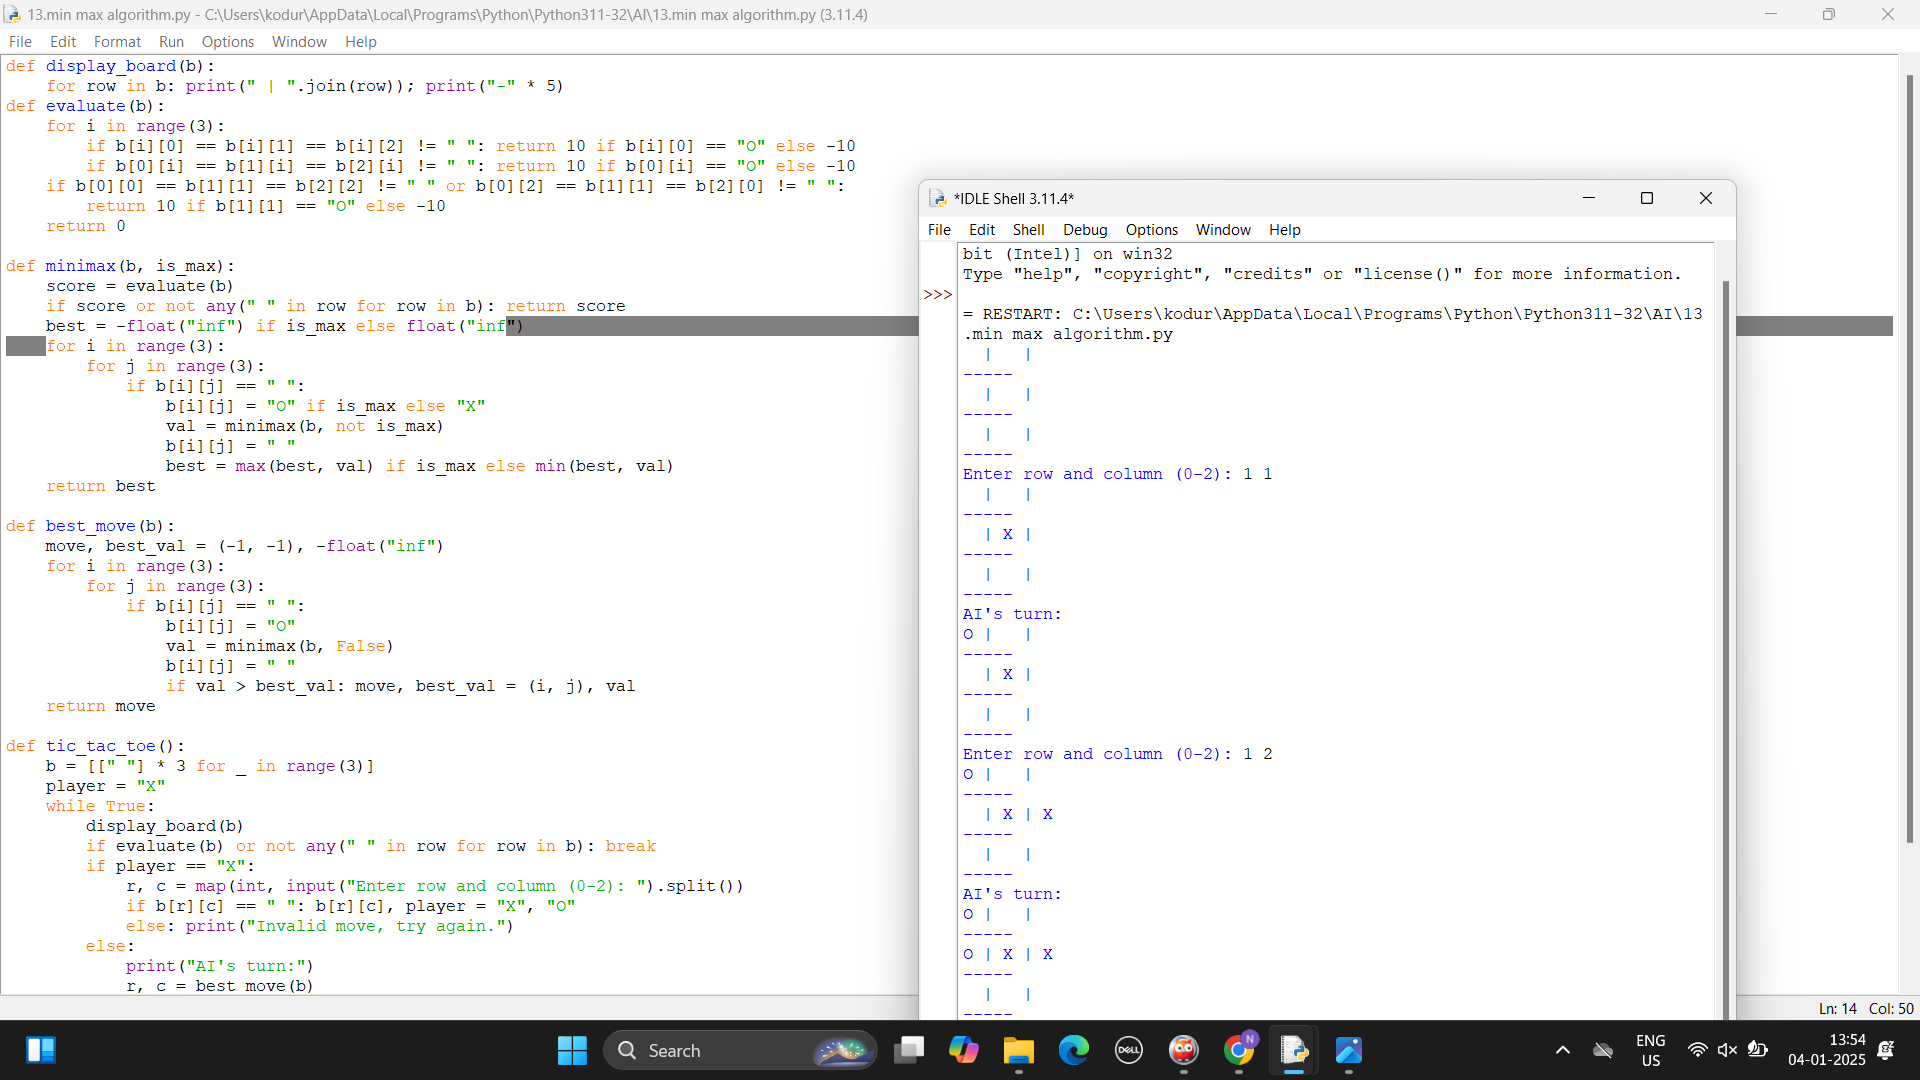 13.min max algorithm.py - C:\Users\kodur\AppData\Local\Programs\Python\Python311-32\AI\13.min max algorithm.py (3.11.4)
File Edit Format Run Options Window Help
def display_board(b):
    for row in b: print(" | ".join(row)); print("-" * 5)
def evaluate(b):
    for i in range(3):
        if b[i][0] == b[i][1] == b[i][2] != " ": return 10 if b[i][0] == "O" else -10
        if b[0][i] == b[1][i] == b[2][i] != " ": return 10 if b[0][i] == "O" else -10
    if b[0][0] == b[1][1] == b[2][2] != " " or b[0][2] == b[1][1] == b[2][0] != " ":
        return 10 if b[1][1] == "O" else -10
    return 0
def minimax(b, is_max):
    score = evaluate(b)
    if score or not any(" " in row for row in b): return score
    best = -float("inf") if is_max else float("inf")
    for i in range(3):
        for j in range(3):
            if b[i][j] == " ":
                b[i][j] = "O" if is_max else "X"
                val = minimax(b, not is_max)
                b[i][j] = " "
                best = max(best, val) if is_max else min(best, val)
    return best
def best_move(b):
    move, best_val = (-1, -1), -float("inf")
    for i in range(3):
        for j in range(3):
            if b[i][j] == " ":
                b[i][j] = "O"
                val = minimax(b, False)
                b[i][j] = " "
                if val > best_val: move, best_val = (i, j), val
    return move
def tic_tac_toe():
    b = [[" "] * 3 for _ in range(3)]
    player = "X"
    while True:
        display_board(b)
        if evaluate(b) or not any(" " in row for row in b): break
        if player == "X":
            r, c = map(int, input("Enter row and column (0-2): ").split())
            if b[r][c] == " ": b[r][c], player = "X", "O"
            else: print("Invalid move, try again.")
        else:
            print("AI's turn:")
            r, c = best_move(b)
*IDLE Shell 3.11.4*
File Edit Shell Debug Options Window Help
bit (Intel)] on win32
Type "help", "copyright", "credits" or "license()" for more information.
>>>
= RESTART: C:\Users\kodur\AppData\Local\Programs\Python\Python311-32\AI\13
.min max algorithm.py
  |   |
-----
  |   |
-----
  |   |
-----
Enter row and column (0-2): 1 1
  |   |
-----
  | X |
-----
  |   |
-----
AI's turn:
O |   |
-----
  | X |
-----
  |   |
-----
Enter row and column (0-2): 1 2
O |   |
-----
  | X | X
-----
  |   |
-----
AI's turn:
O |   |
-----
O | X | X
-----
  |   |
-----
Ln: 14 Col: 50
Search
DELL
N
ENG
US
13:54
04-01-2025